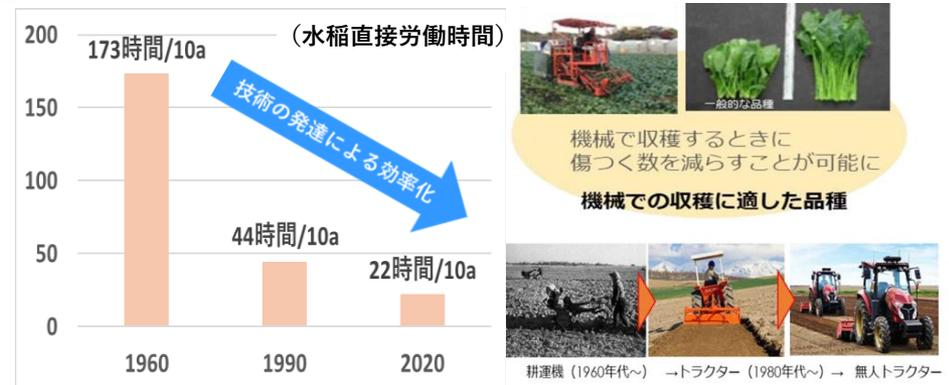 (水稲直接労働時間)
200
173時間/10a
技術の発達による効率化
150
100
50
44時間/10a
22時間/10a
0
1960
1990
2020
一般的な品種
機械で収穫するときに
傷つく数を減らすことが可能に
機械での収穫に適した品種
耕運機（1960年代～） →トラクター（1980年代～）→ 無人トラクター